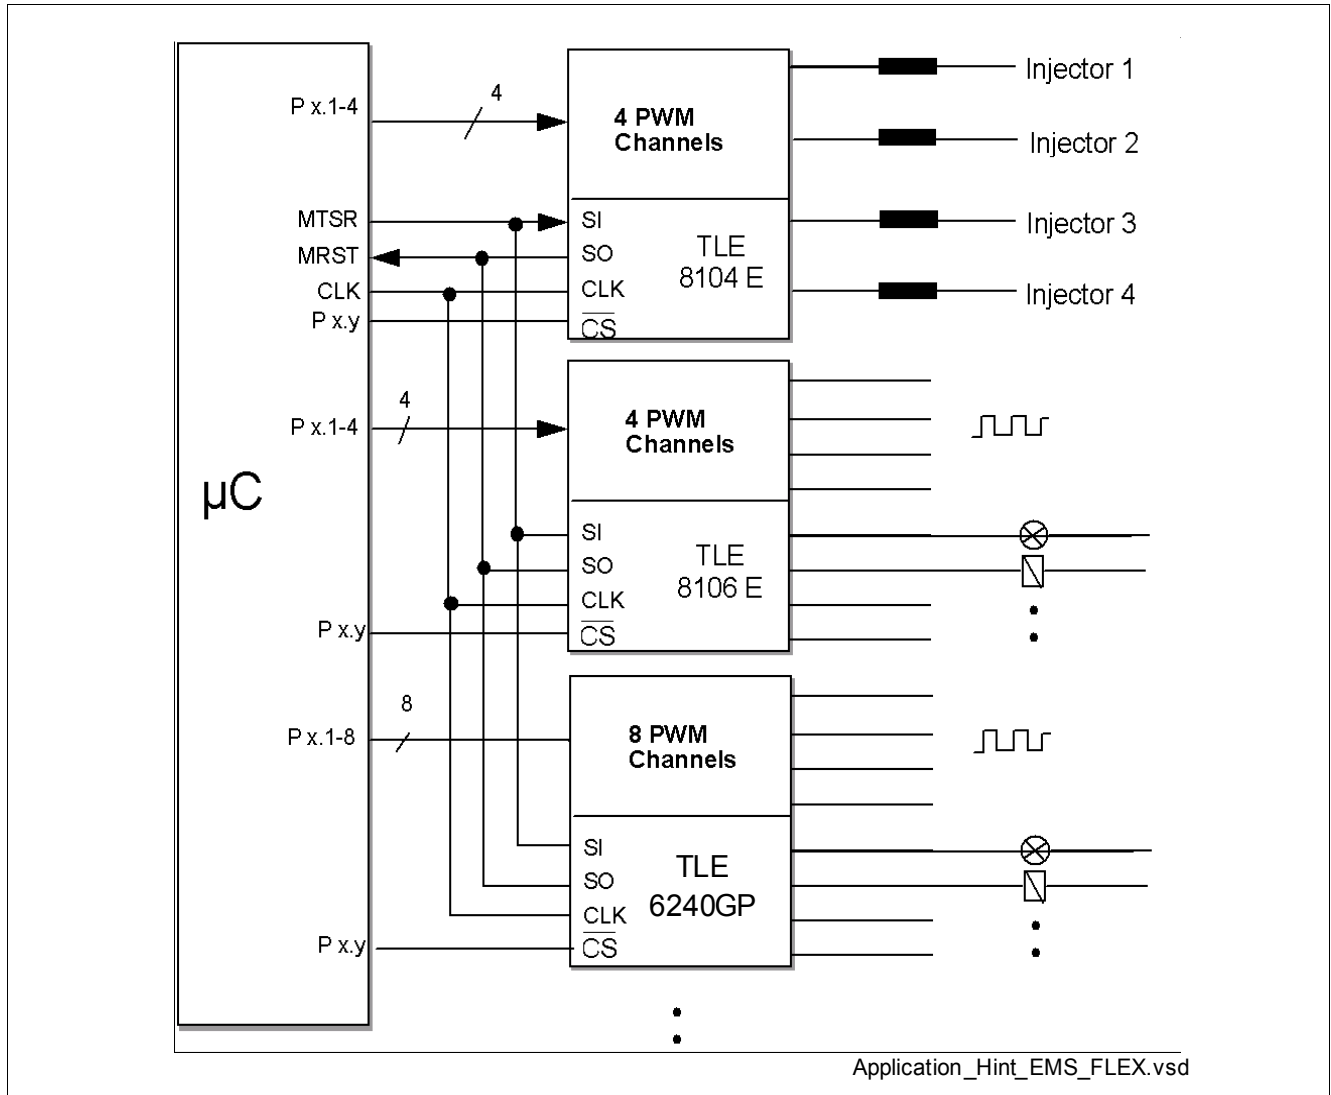 µC
P x.1-4
4
MTSR
MRST
CLK
P x.y
4 PWM
Channels
SI
SO
CLK
CS
TLE
8104 E
Injector 1
Injector 2
Injector 3
Injector 4
P x.1-4
4
P x.y
4 PWM
Channels
SI
SO
CLK
CS
TLE
8106 E
P x.1-8
8
P x.y
8 PWM
Channels
SI
SO
CLK
CS
TLE
6240GP
Application_Hint_EMS_FLEX.vsd